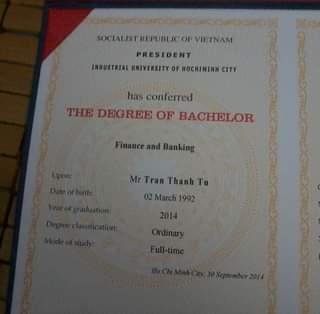 SOCIALIST REPUBLIC OF VIETNAM
PRESIDENT
INDUSTRIAL UNIVERSITY OF HOCHIMINH CITY
has conferred
THE DEGREE OF BACHELOR
Finance and Banking
Upon: Mr Tran Thanh Tu
Date of birth: 02 March 1992
Year of graduation: 2014
Degree classification: Ordinary
Mode of study: Full-time
Ho Chi Minh City, 30 September 2014